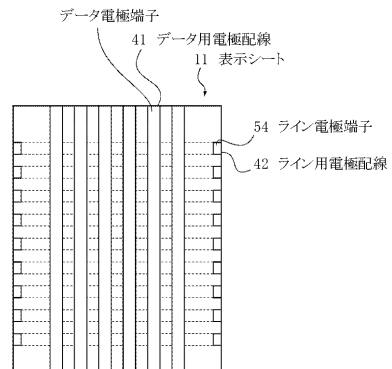 データ電極端子
41 データ用電極配線
11 表示シート
54 ライン電極端子
42 ライン用電極配線